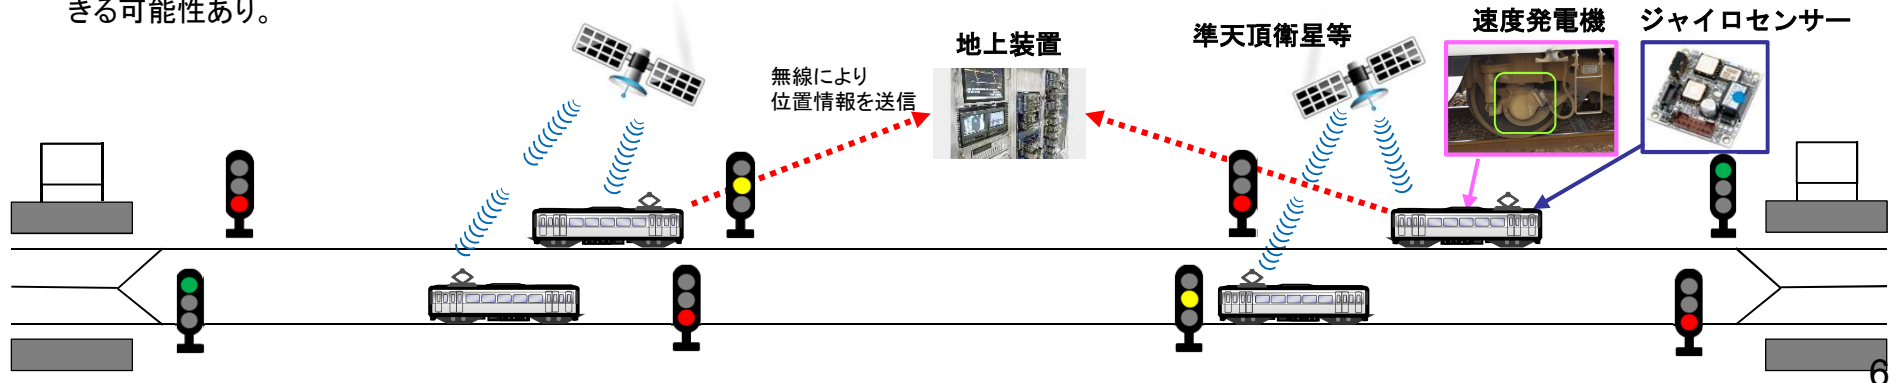 きる可能性あり。
地上装置
無線により
位置情報を送信
準天頂衛星等
速度発電機
ジャイロセンサー
6